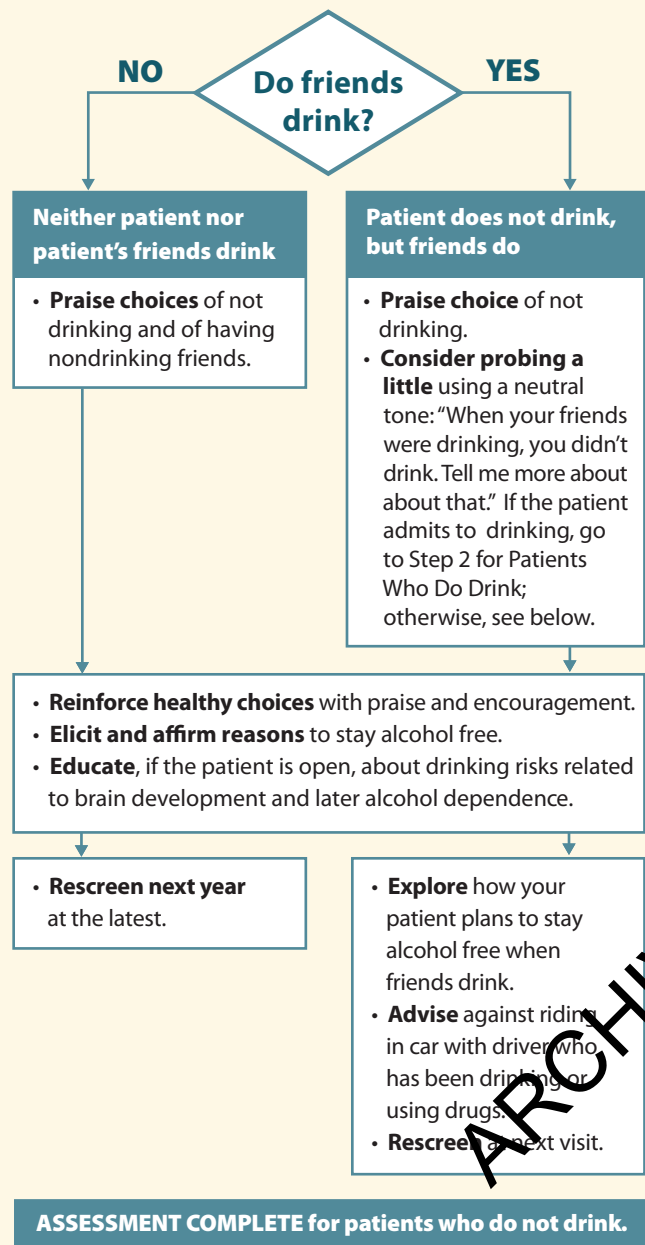 NO
YES
Do friends
drink?
Neither patient nor
patient’s friends drink
• Praise choices of not
drinking and of having
nondrinking friends.
Patient does not drink,
but friends do
• Praise choice of not
drinking.
• Consider probing a
little using a neutral
tone: “When your friends
were drinking, you didn’t
drink. Tell me more about
about that.” If the patient
admits to drinking, go
to Step 2 for Patients
Who Do Drink;
otherwise, see below.
• Reinforce healthy choices with praise and encouragement.
• Elicit and affirm reasons to stay alcohol free.
• Educate, if the patient is open, about drinking risks related
to brain development and later alcohol dependence.
• Rescreen next year
at the latest.
• Explore how your
patient plans to stay
alcohol free when
friends drink.
• Advise against riding
in car with driver who
has been drinking or
using drugs.
• Rescreen at next visit.
ASSESSMENT COMPLETE for patients who do not drink.